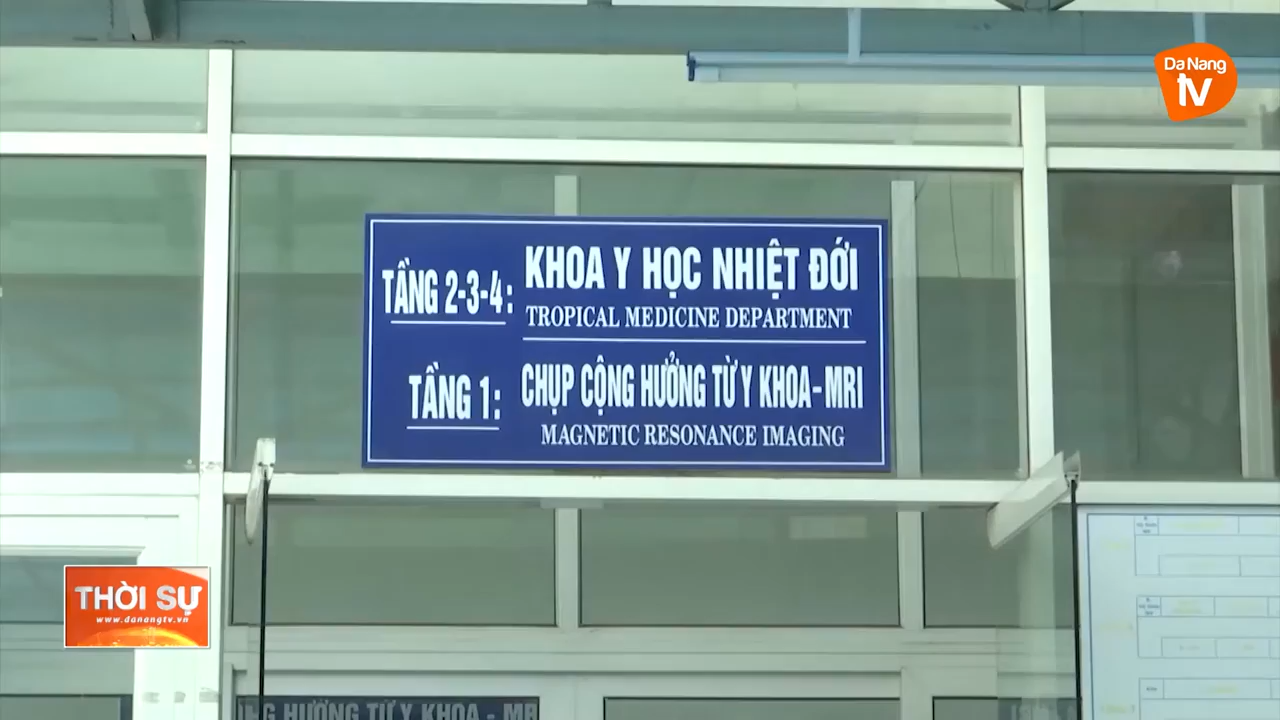 Da Nang
tv
TẦNG 2-3-4:
KHOA Y HỌC NHIỆT ĐỚI
TROPICAL MEDICINE DEPARTMENT
TẦNG 1:
CHỤP CỘNG HƯỞNG TỪ Y KHOA-MRI
MAGNETIC RESONANCE IMAGING
THỜI SỰ
www.danangtv.vn
HƯỞNG TỪ Y KHOA - MR